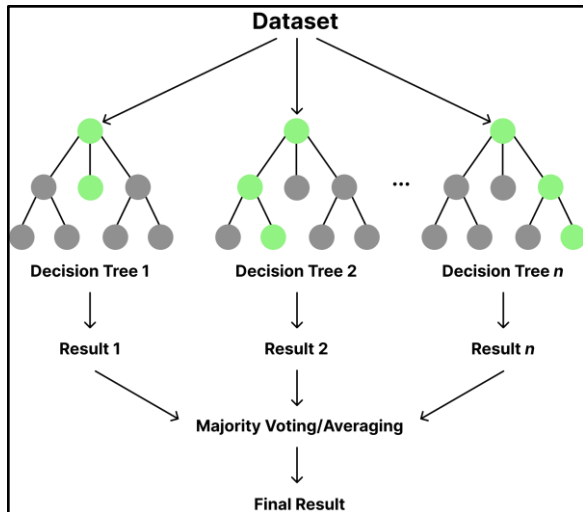 Dataset
...
Decision Tree 1
Decision Tree 2
Decision Tree n
Result 1
Result 2
Result n
Majority Voting/Averaging
Final Result